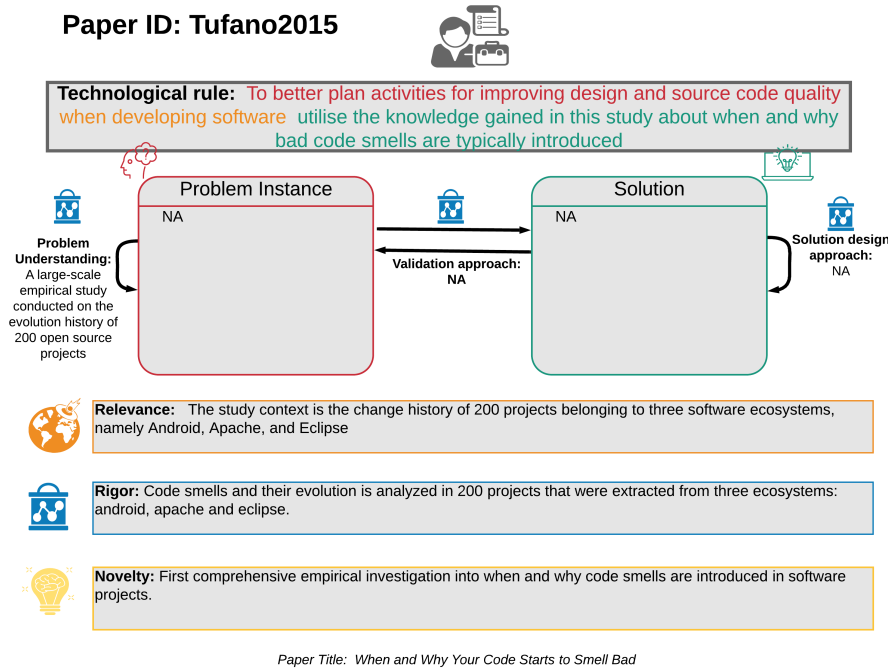 Paper ID: Tufano2015
Technological rule: To better plan activities for improving design and source code quality
when developing software utilise the knowledge gained in this study about when and why
bad code smells are typically introduced
Problem Instance
NA
Solution
NA
Problem
Understanding:
A large-scale
empirical study
conducted on the
evolution history of
200 open source
projects
Validation approach:
NA
Solution design
approach:
NA
Relevance: The study context is the change history of 200 projects belonging to three software ecosystems,
namely Android, Apache, and Eclipse
Rigor: Code smells and their evolution is analyzed in 200 projects that were extracted from three ecosystems:
android, apache and eclipse.
Novelty: First comprehensive empirical investigation into when and why code smells are introduced in software
projects.
Paper Title: When and Why Your Code Starts to Smell Bad